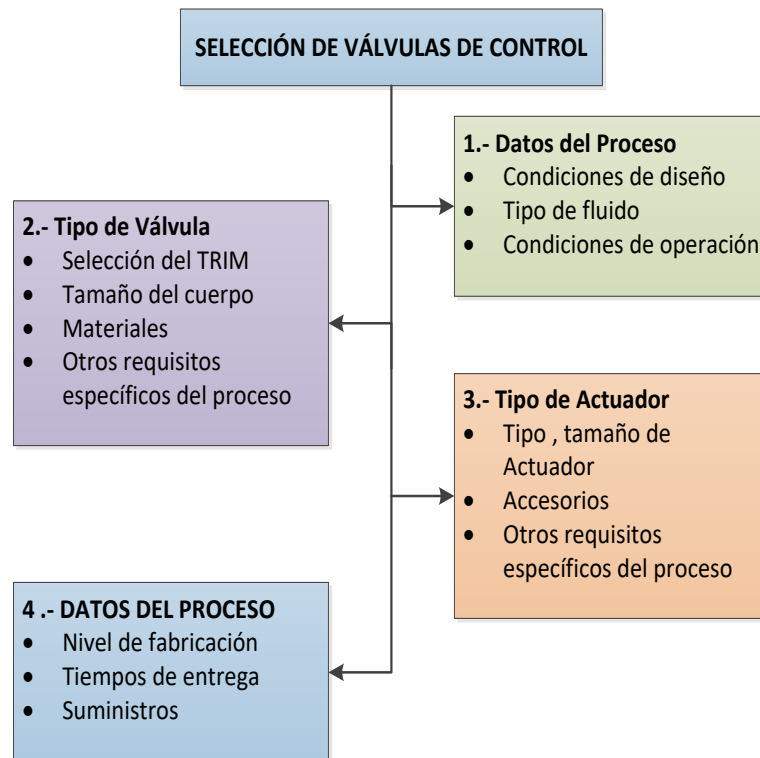 SELECCIÓN DE VÁLVULAS DE CONTROL
1.- Datos del Proceso
• Condiciones de diseño
• Tipo de fluido
• Condiciones de operación
2.- Tipo de Válvula
• Selección del TRIM
• Tamaño del cuerpo
• Materiales
• Otros requisitos
específicos del proceso
3.- Tipo de Actuador
• Tipo , tamaño de
Actuador
• Accesorios
• Otros requisitos
específicos del proceso
4 .- DATOS DEL PROCESO
• Nivel de fabricación
• Tiempos de entrega
• Suministros